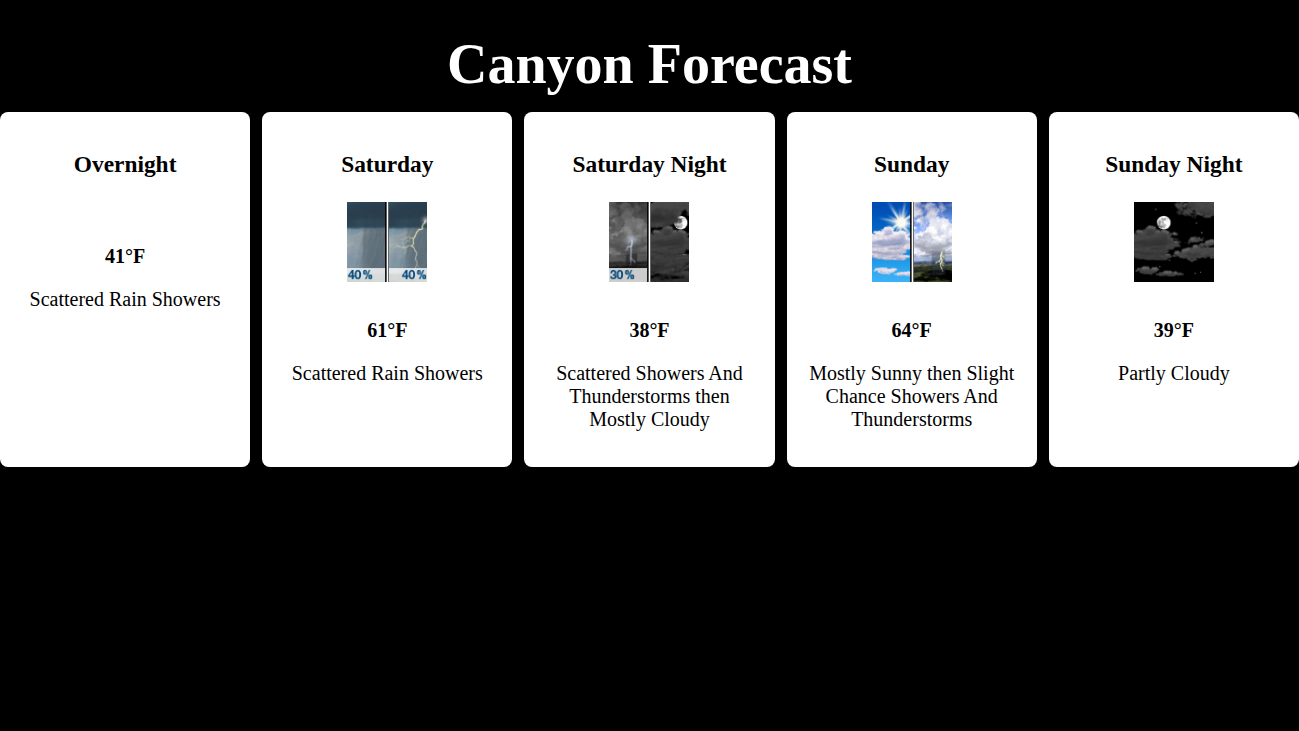 Canyon Forecast
Overnight
41°F
Scattered Rain Showers
Saturday
40%
40%
61°F
Scattered Rain Showers
Saturday Night
30%
38°F
Scattered Showers And
Thunderstorms then
Mostly Cloudy
Sunday
64°F
Mostly Sunny then Slight
Chance Showers And
Thunderstorms
Sunday Night
39°F
Partly Cloudy